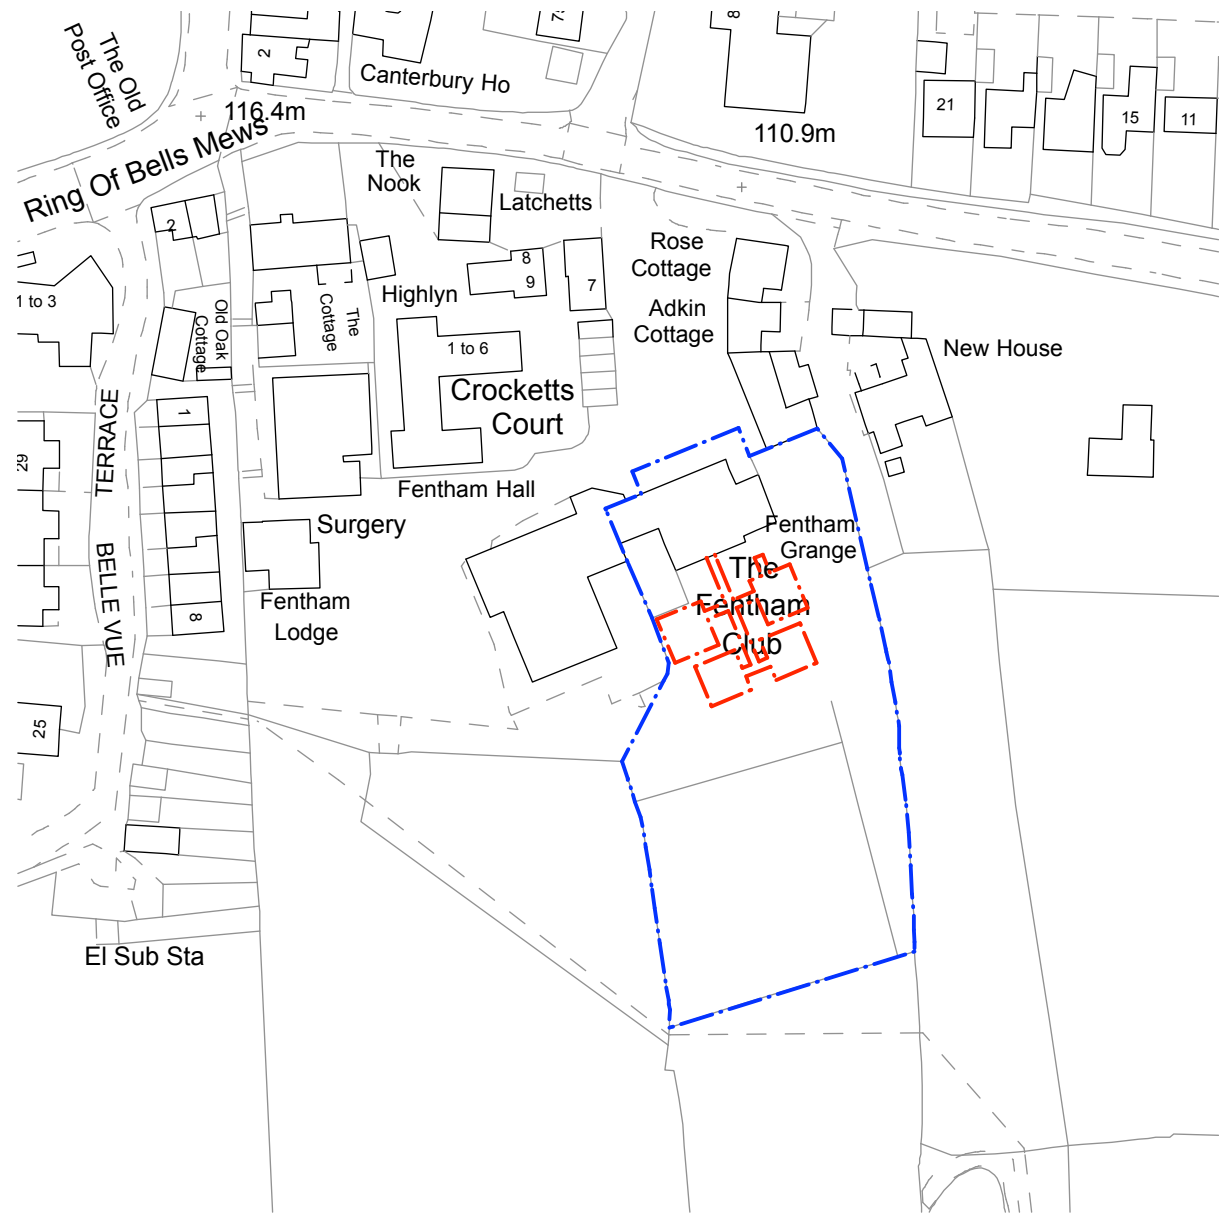 The Old
Post Office
2
Canterbury Ho
8
116.4m
110.9m
21
15
11
Ring Of Bells Mews
The
Nook
Latchetts
2
Rose
Cottage
8
9
7
1 to 3
Highlyn
Adkin
Cottage
The
Cottage
Old Oak
Cottage
1 to 6
New House
Crocketts
Court
1
29
BELLE VUE TERRACE
Fentham Hall
Surgery
Fentham
Grange
The
Fentham
Club
Fentham
Lodge
8
25
El Sub Sta